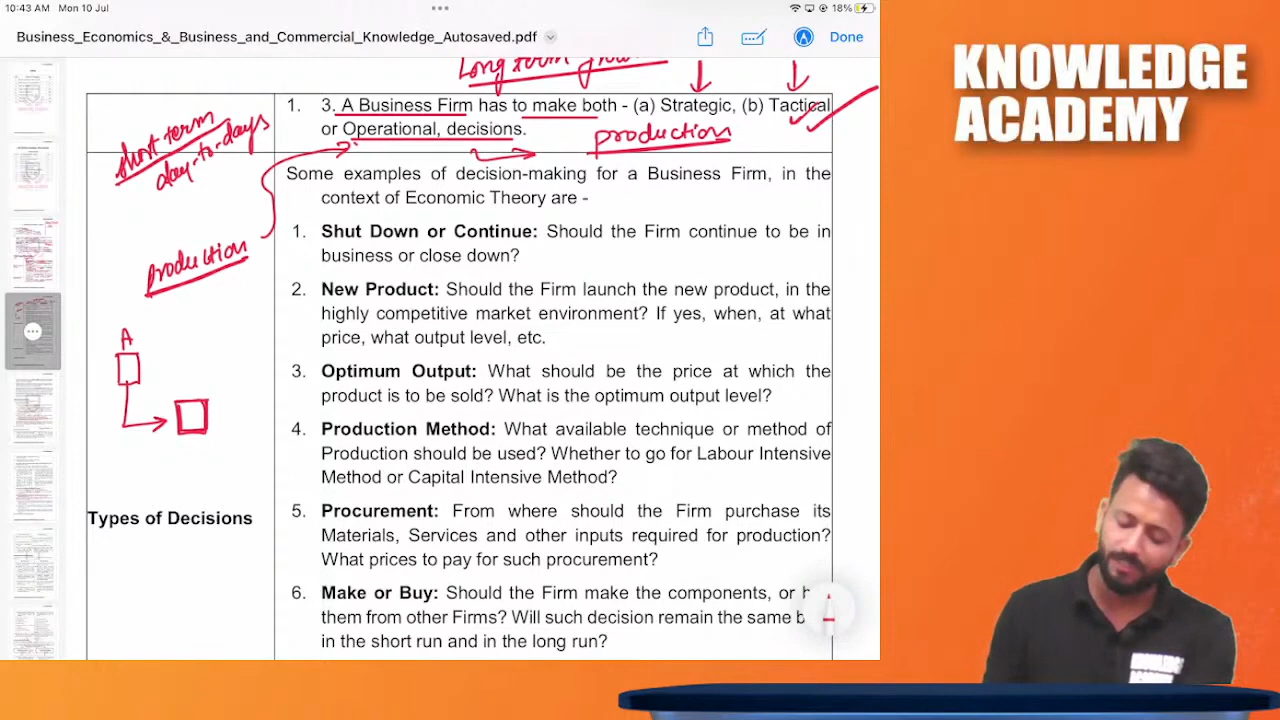 10:43 AM Mon 10 Jul
18%
Business_Economics_&_Business_and_Commercial_Knowledge_Autosaved.pdf
Done
KNOWLEDGE
ACADEMY
Long term
1. 3. A Business Firm has to make both - (a) Strategic, (b) Tactical
or Operational, decisions.
production
short term
day-to-days
production
A
Types of Decisions
Some examples of decision-making for a Business Firm, in the
context of Economic Theory are -
1. Shut Down or Continue: Should the Firm continue to be in
business or close down?
2. New Product: Should the Firm launch the new product, in the
highly competitive market environment? If yes, when, at what
price, what output level, etc.
3. Optimum Output: What should be the price at which the
product is to be sold? What is the optimum output level?
4. Production Method: What available technique or method of
Production should be used? Whether to go for Labour Intensive
Method or Capital Intensive Method?
5. Procurement: From where should the Firm purchase its
Materials, Services and other inputs required for production?
What prices to pay for such procurement?
6. Make or Buy: Should the Firm make the components, or
them from other Firms? Will such decision remain the same
in the short run and in the long run?